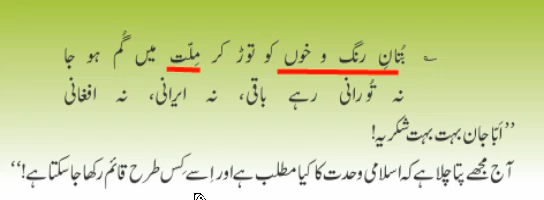 ؎ بُتانِ رنگ و خوں کو توڑ کر مِلّت میں گُم ہو جا
نہ تُورانی رہے باقی، نہ ایرانی، نہ افغانی
’’ابّا جان بہت بہت شکریہ!
آج مجھے پتا چلا ہے کہ اسلامی وحدت کا کیا مطلب ہے اور اِسے کِس طرح قائم رکھا جا سکتا ہے!‘‘